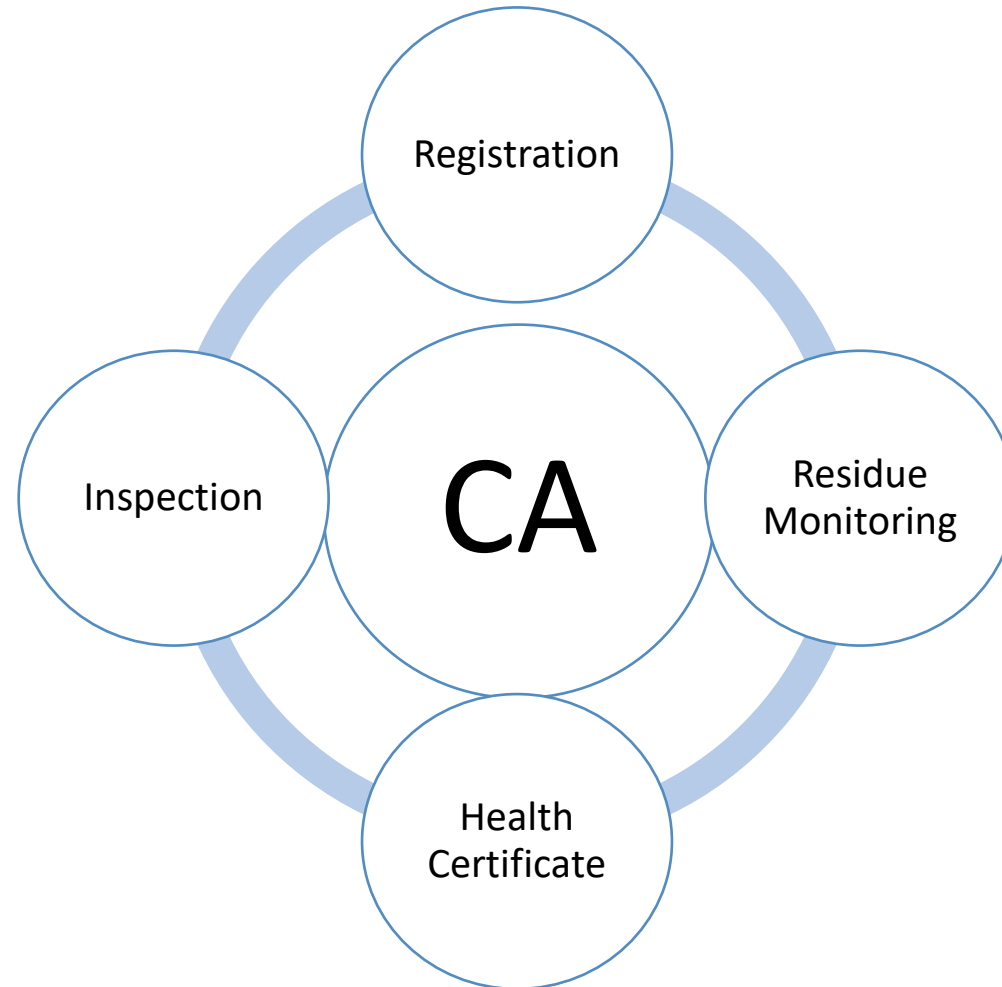 Registration
Inspection
CA
Residue
Monitoring
Health
Certificate